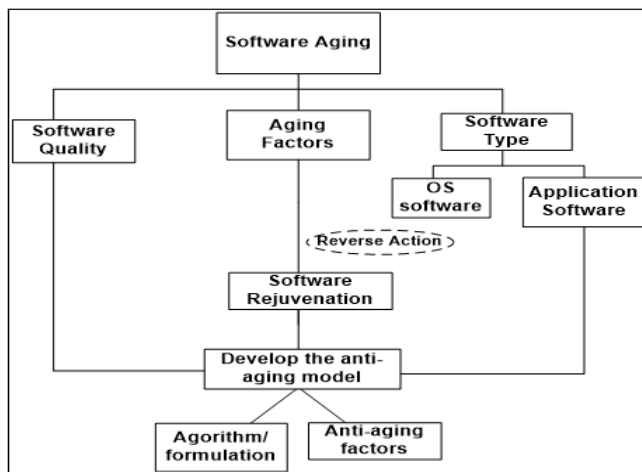 Software Aging
Software
Quality
Aging
Factors
Software
Type
OS
software
Application
Software
Reverse Action
Software
Rejuvenation
Develop the anti-
aging model
Agorithm/
formulation
Anti-aging
factors